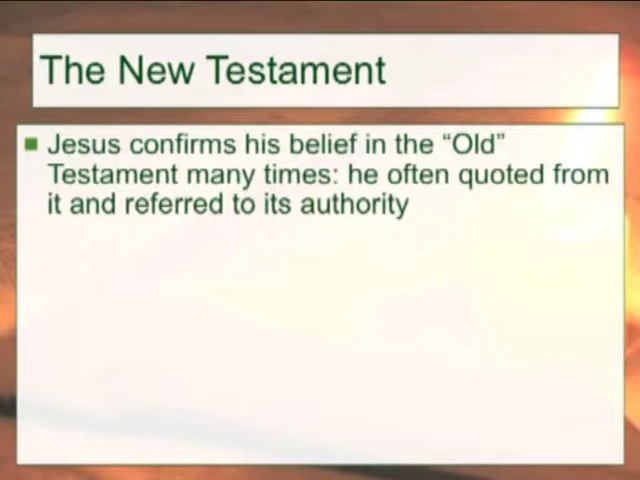 The New Testament
Jesus confirms his belief in the “Old”
Testament many times: he often quoted from
it and referred to its authority